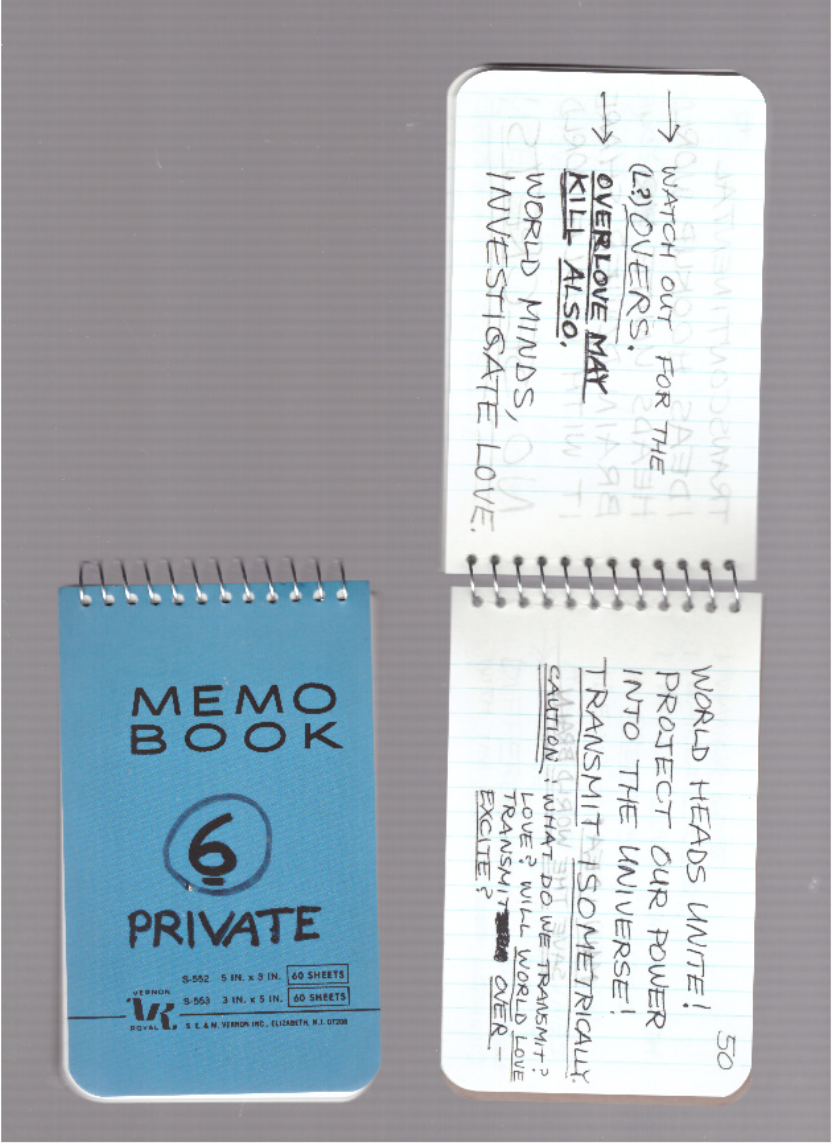 MEMO
BOOK
6
PRIVATE
S-552 5 IN. x 3 IN. 60 SHEETS
S-553 3 IN. x 5 IN. 60 SHEETS
VERNON
VR
ROYAL
S. E. & M. VERNON INC., ELIZABETH, N.J. 07208
→ WATCH OUT FOR THE
(L?)OVERS.
→ OVERLOVE MAY
KILL ALSO.
WORLD MINDS,
INVESTIGATE LOVE.
50
WORLD HEADS UNITE!
PROJECT OUR POWER
INTO THE UNIVERSE!
TRANSMIT ISOMETRICALLY.
CAUTION: WHAT DO WE TRANSMIT?
LOVE? WILL WORLD LOVE
TRANSMIT OVER-
EXCITE?